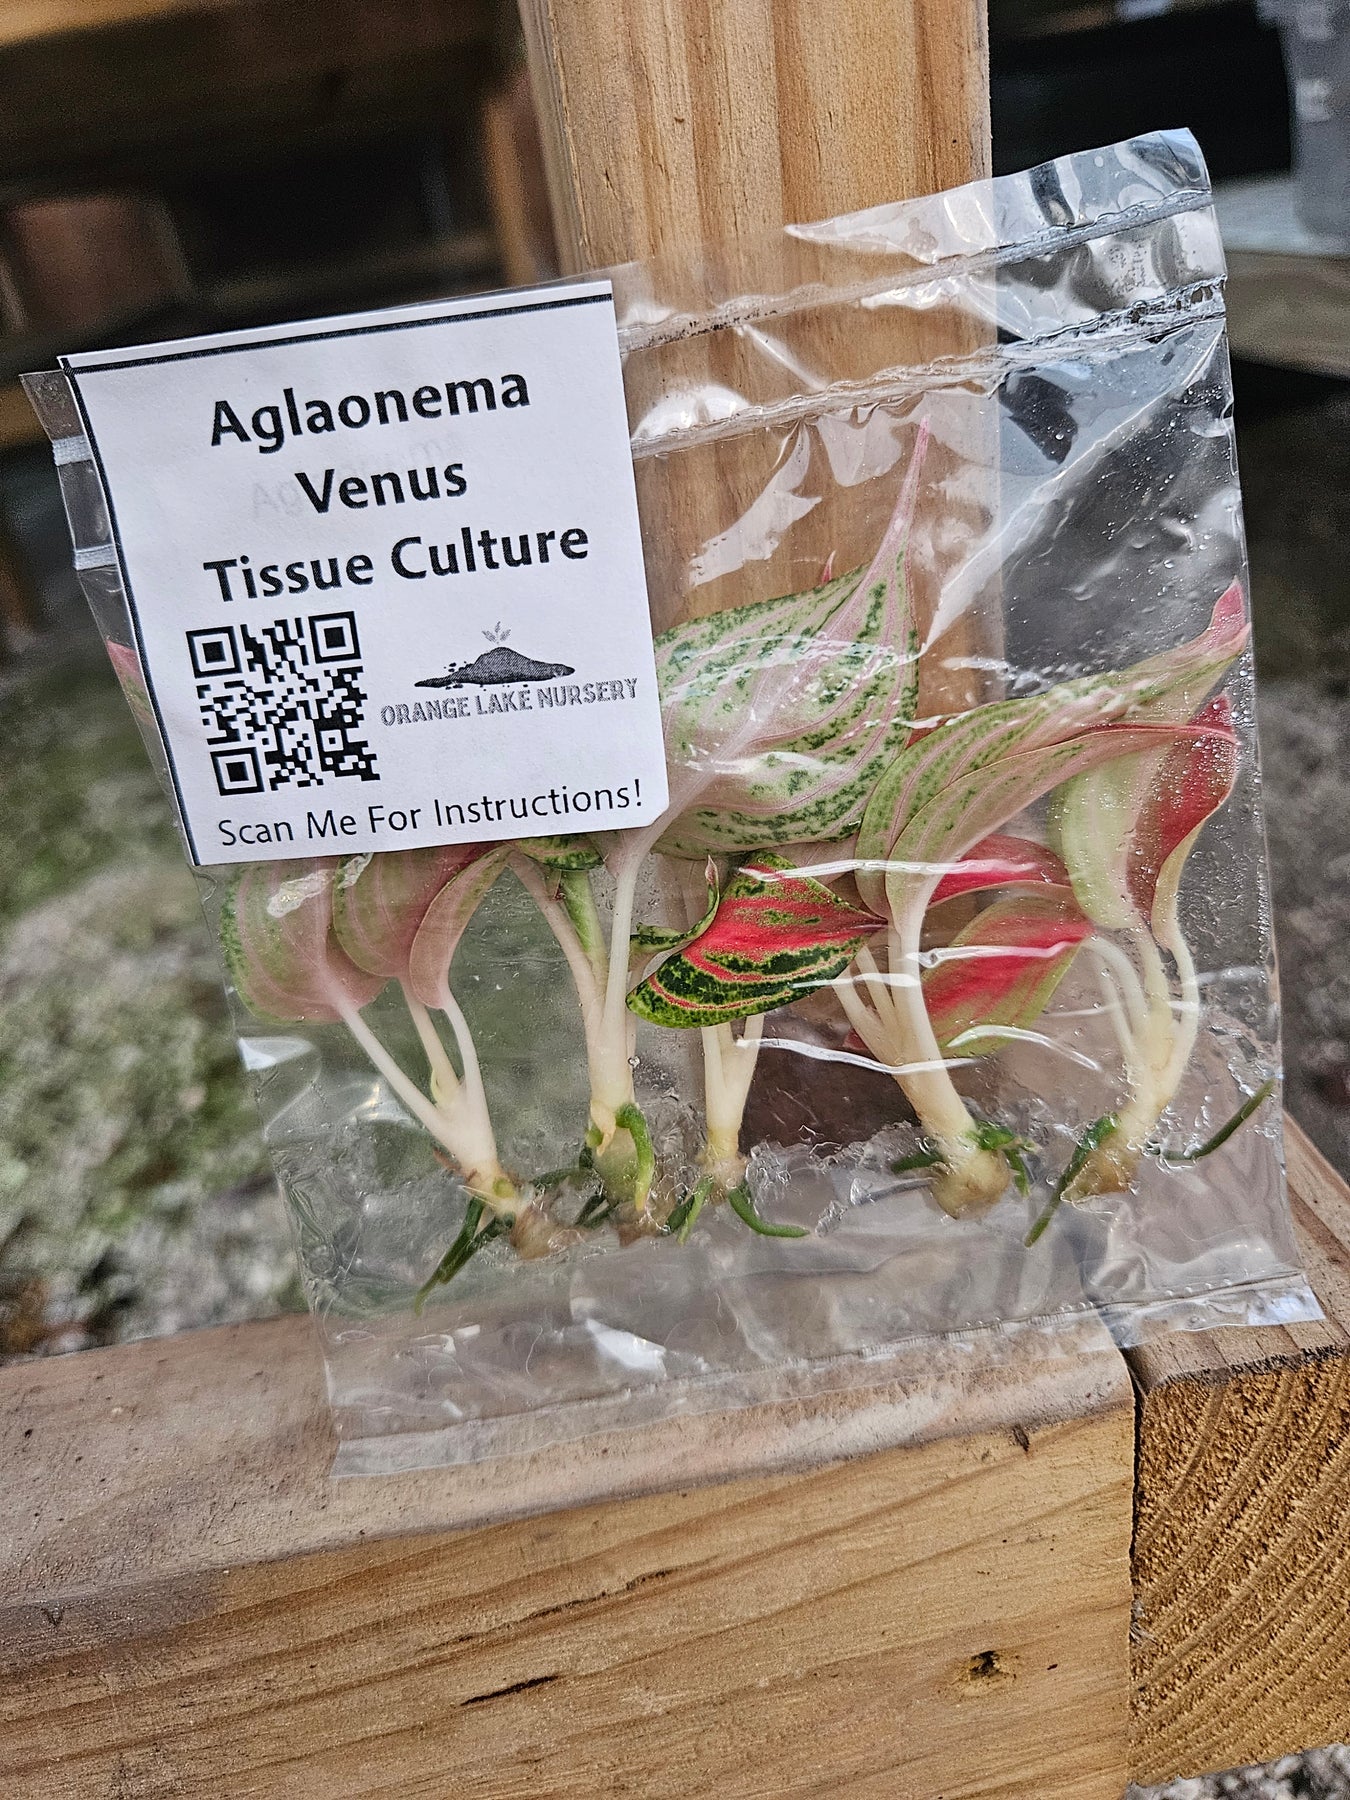 Aglaonema
Venus
Tissue Culture
ORANGE LAKE NURSERY
Scan Me For Instructions!